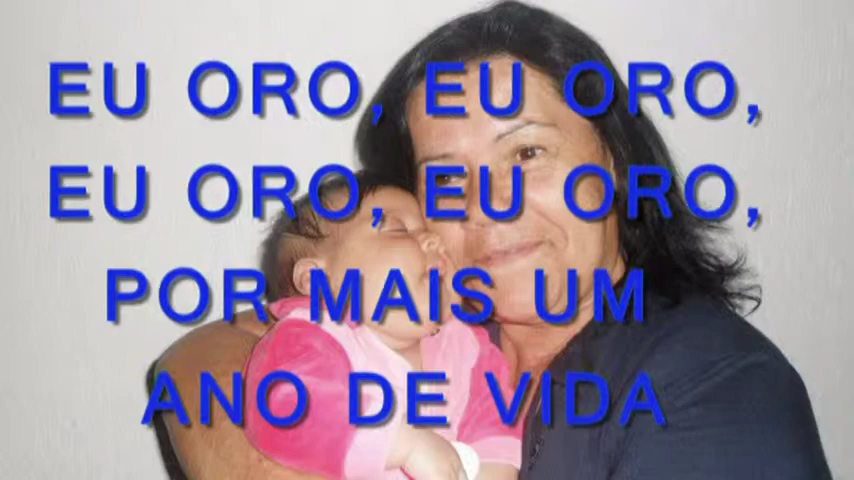 EU ORO, EU ORO,
EU ORO, EU ORO,
POR MAIS UM
ANO DE VIDA